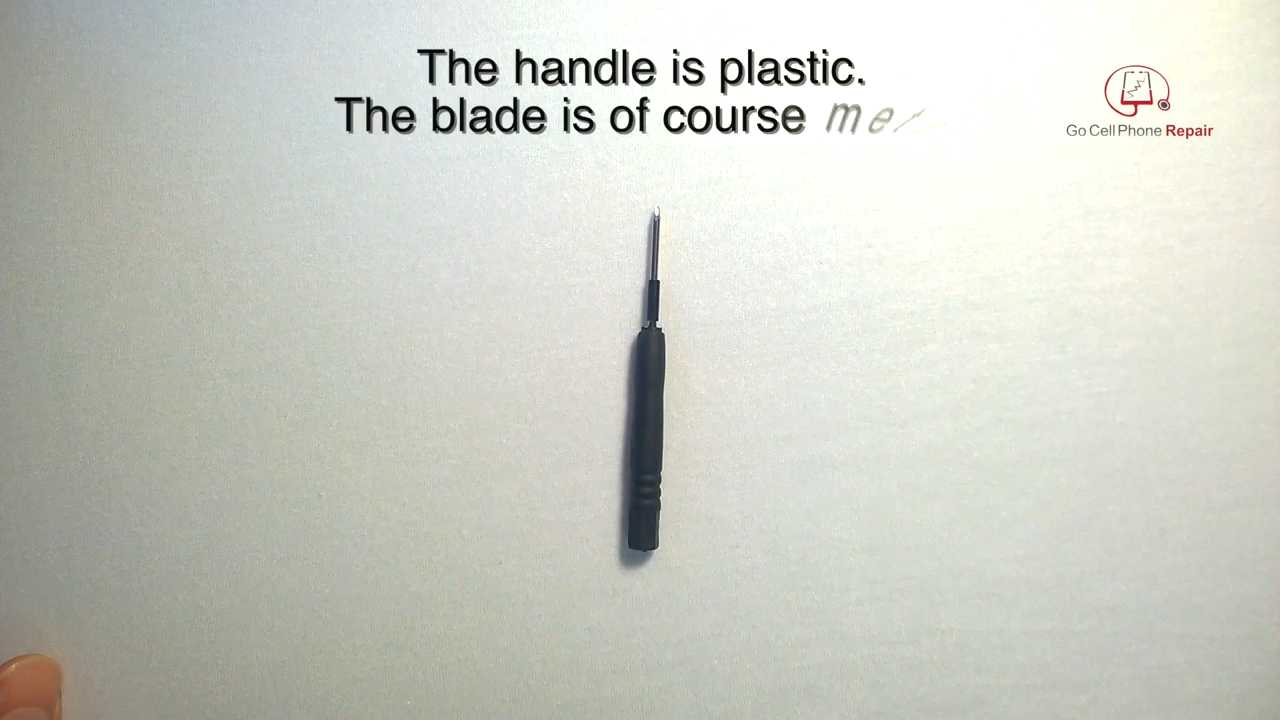 The handle is plastic.
The blade is of course
Go Cell Phone Repair